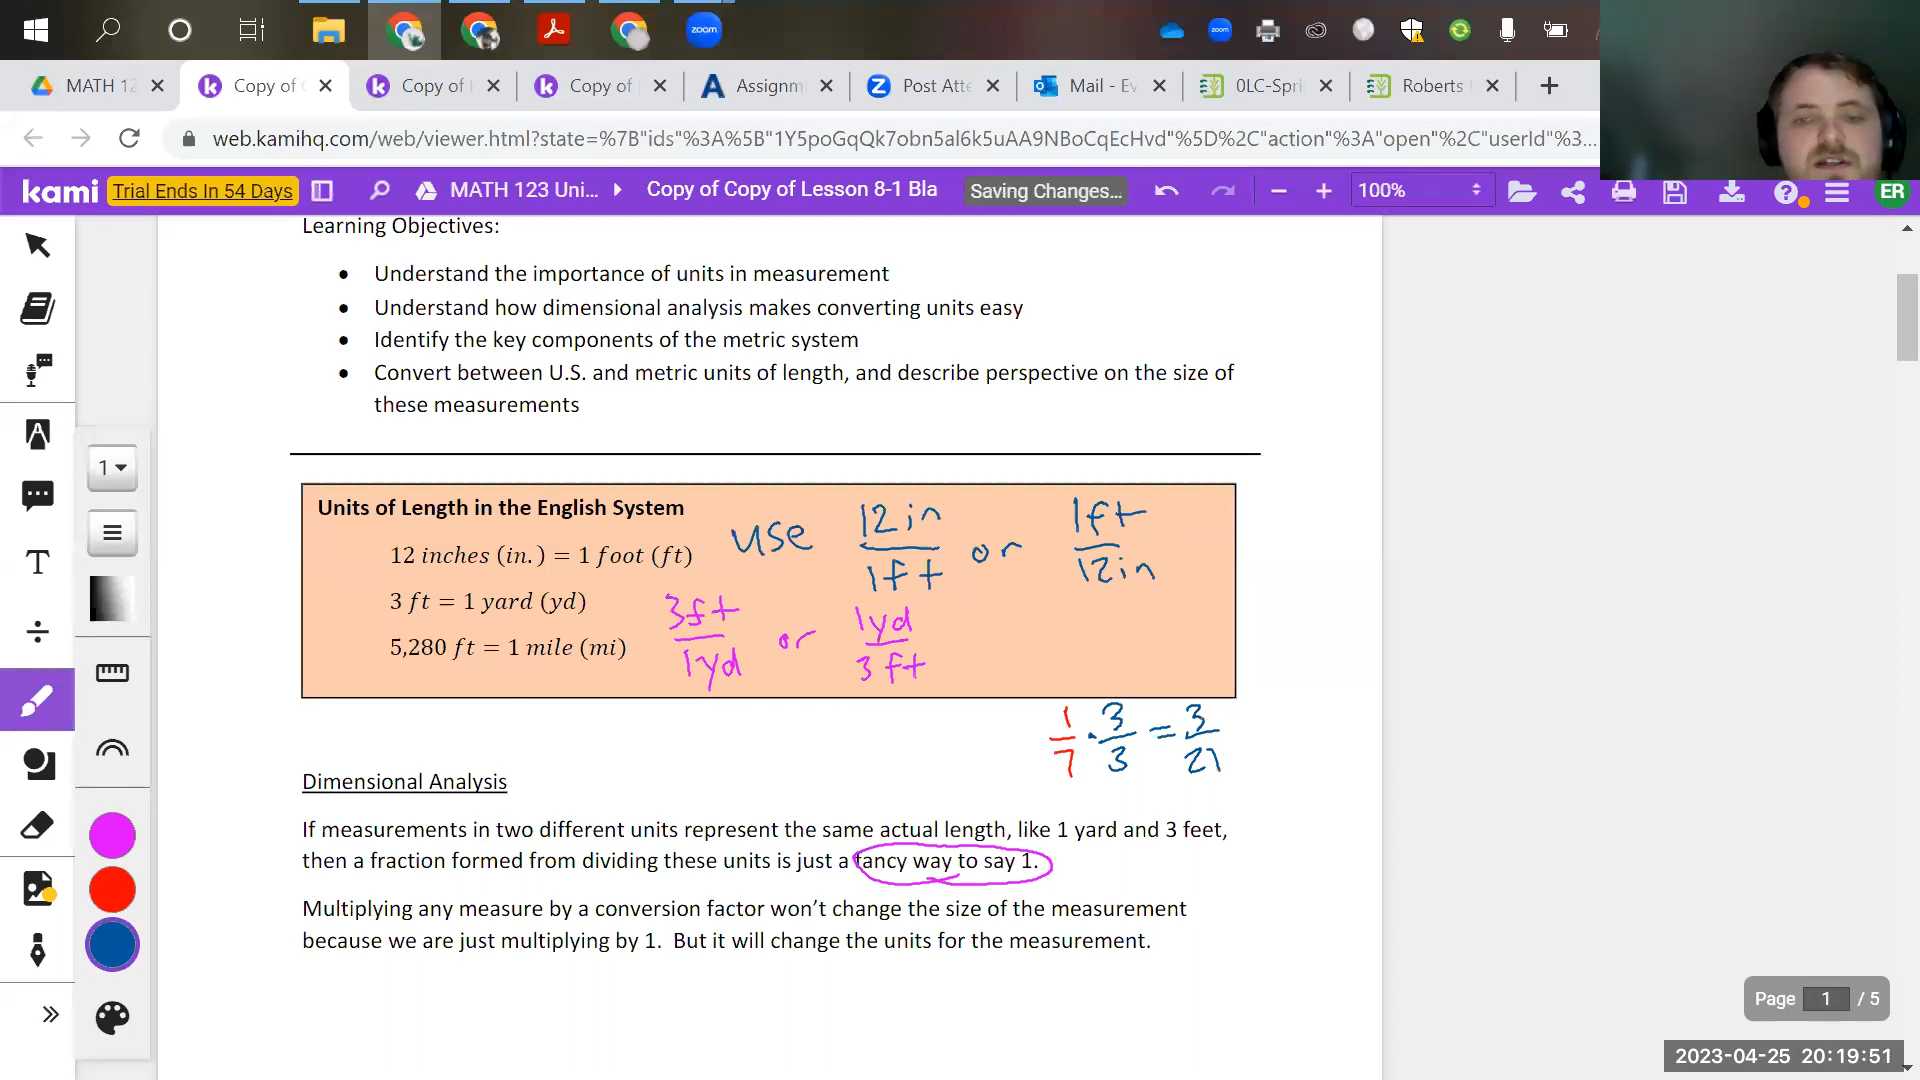 zoom
zoom
MATH 12
Copy of
Copy of
Copy of
Assignm
Post Atte
Mail - Ev
0LC-Spri
Roberts
web.kamihq.com/web/viewer.html?state=%7B"ids"%3A%5B"1Y5poGqQk7obn5al6k5uAA9NBoCqEcHvd"%5D%2C"action"%3A"open"%2C"userId"%3...
kami
Trial Ends In 54 Days
MATH 123 Uni...
Copy of Copy of Lesson 8-1 Bla
Saving Changes...
100%
ER
Learning Objectives:
• Understand the importance of units in measurement
• Understand how dimensional analysis makes converting units easy
• Identify the key components of the metric system
• Convert between U.S. and metric units of length, and describe perspective on the size of
these measurements
1
Units of Length in the English System
12 inches (in.) = 1 foot (ft)
use 12in/1ft or 1ft/12in
3 ft = 1 yard (yd)
5,280 ft = 1 mile (mi)
3ft/1yd or 1yd/3ft
1/7 · 3/3 = 3/21
Dimensional Analysis
If measurements in two different units represent the same actual length, like 1 yard and 3 feet,
then a fraction formed from dividing these units is just a fancy way to say 1.
Multiplying any measure by a conversion factor won’t change the size of the measurement
because we are just multiplying by 1. But it will change the units for the measurement.
Page 1 / 5
2023-04-25 20:19:51